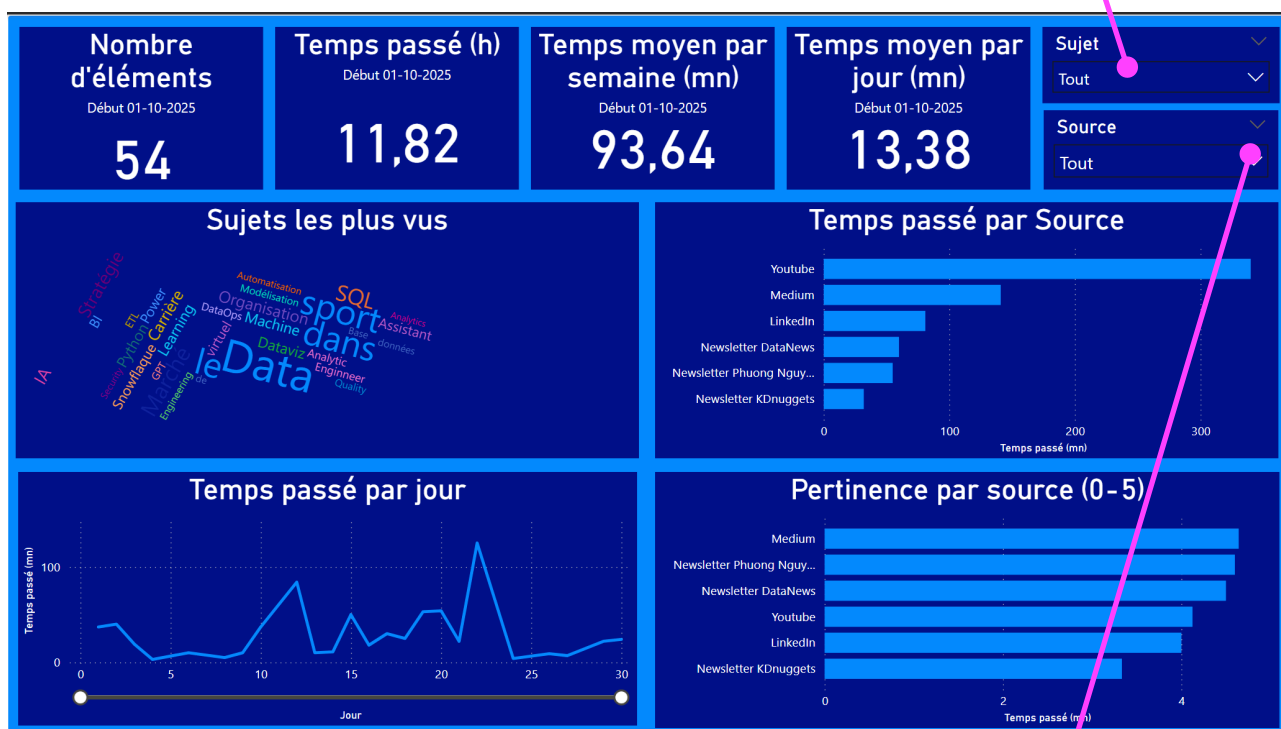 Nombre
d'éléments
Début 01-10-2025
54
Temps passé (h)
Début 01-10-2025
11,82
Temps moyen par
semaine (mn)
Début 01-10-2025
93,64
Temps moyen par
jour (mn)
Début 01-10-2025
13,38
Sujet
Tout
Source
Tout
Sujets les plus vus
Stratégie
BI
IA
ETL
Power
Python
Carrière
Snowflaque
Learning
Security
GPT
Marché
Engineering
de
virtuel
le
Data
Automatisation
Modélisation
Organisation
DataOps
Machine
Dataviz
sport
dans
SQL
Base
données
Analytics
Assistant
Analytic
Enginneer
Quality
Temps passé par Source
Youtube
Medium
LinkedIn
Newsletter DataNews
Newsletter Phuong Nguy...
Newsletter KDnuggets
0 100 200 300
Temps passé (mn)
Temps passé par jour
Temps passé (mn)
100
0
0 5 10 15 20 25 30
Jour
Pertinence par source (0-5)
Medium
Newsletter Phuong Nguy...
Newsletter DataNews
Youtube
LinkedIn
Newsletter KDnuggets
0 2 4
Temps passé (mn)